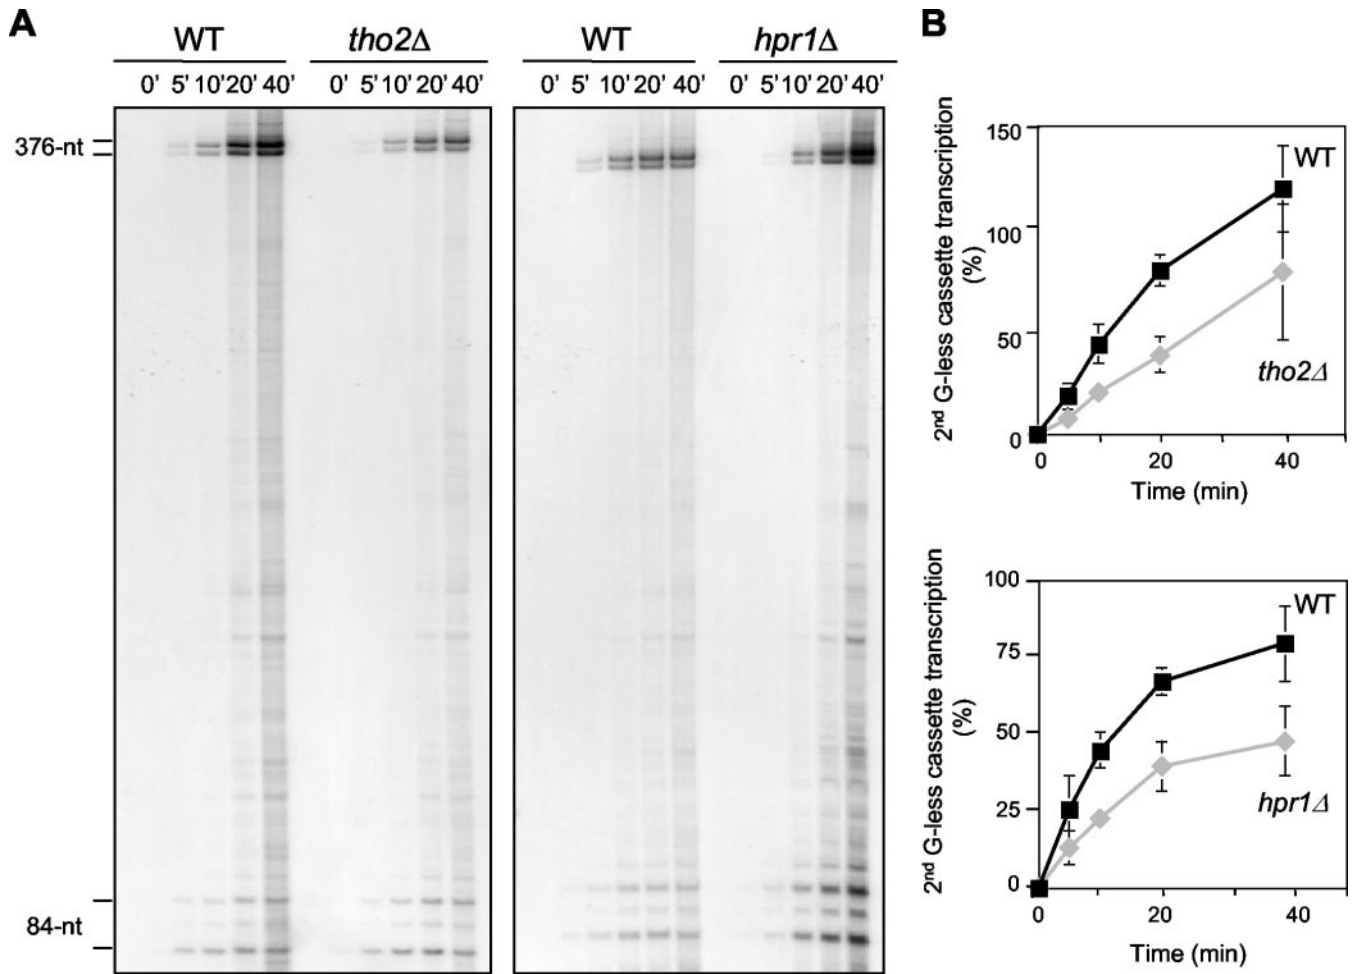 A
WT
tho2Δ
WT
hpr1Δ
0' 5' 10' 20' 40' 0' 5' 10' 20' 40'
0' 5' 10' 20' 40' 0' 5' 10' 20' 40'
376-nt
84-nt
B
2nd G-less cassette transcription
(%)
150
100
50
0
WT
tho2Δ
0 20 40
Time (min)
2nd G-less cassette transcription
(%)
100
75
50
25
0
WT
hpr1Δ
0 20 40
Time (min)